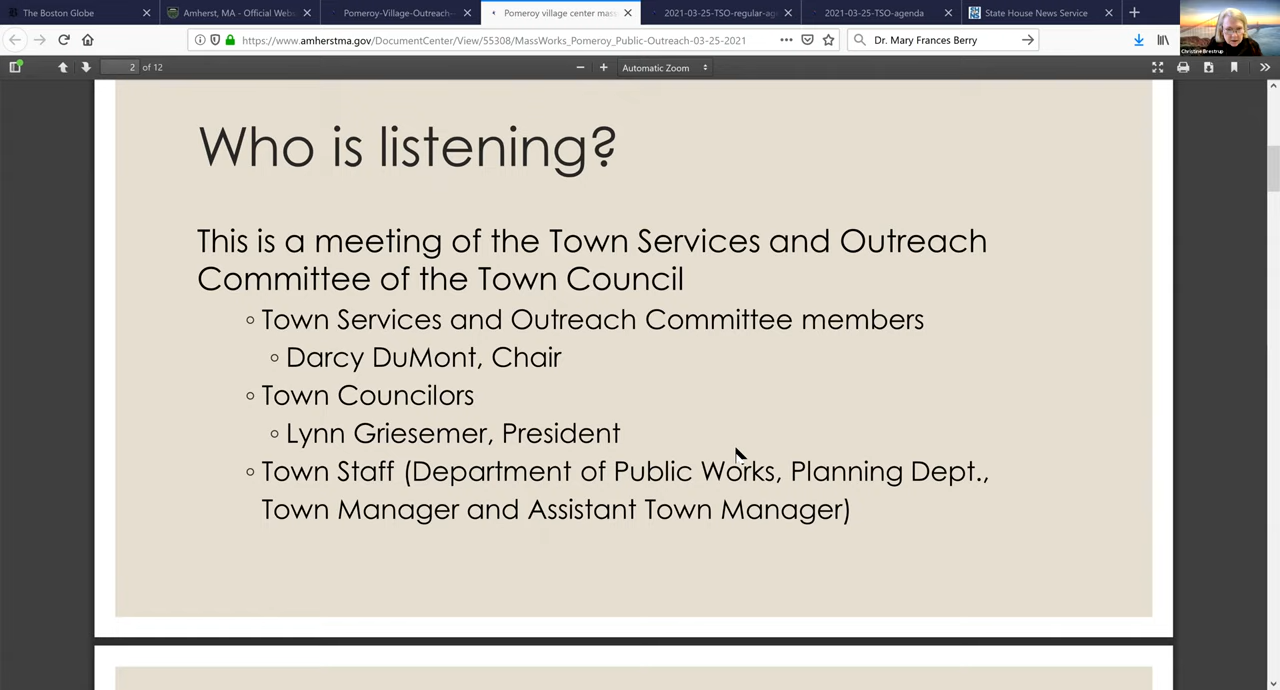 The Boston Globe
Amherst, MA - Official Web
Pomeroy-Village-Outreach-
Pomeroy village center mas
2021-03-25-TSO-regular-ag
2021-03-25-TSO-agenda
State House News Service
https://www.amherstma.gov/DocumentCenter/View/55308/MassWorks_Pomeroy_Public-Outreach-03-25-2021
Dr. Mary Frances Berry
Christine Brestrup
2 of 12
Automatic Zoom
Who is listening?
This is a meeting of the Town Services and Outreach
Committee of the Town Council
◦ Town Services and Outreach Committee members
◦ Darcy DuMont, Chair
◦ Town Councilors
◦ Lynn Griesemer, President
◦ Town Staff (Department of Public Works, Planning Dept.,
Town Manager and Assistant Town Manager)